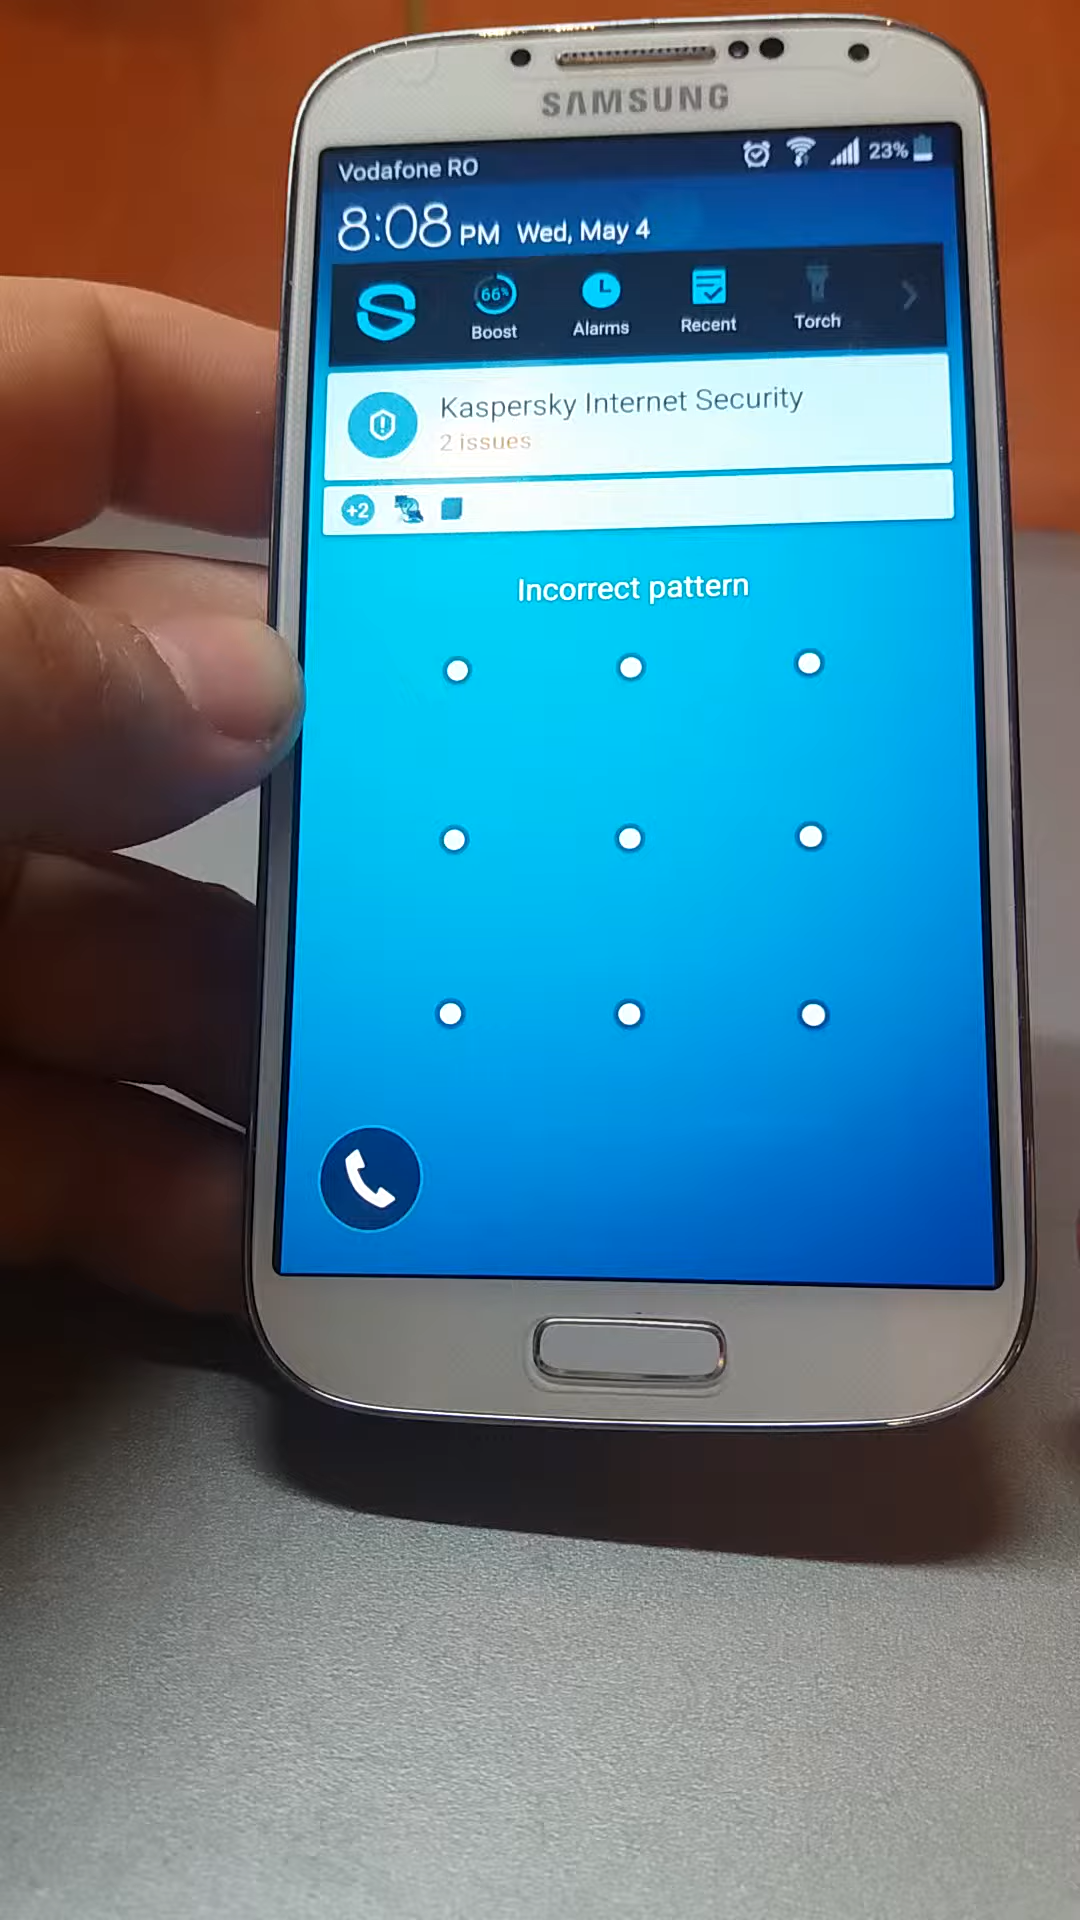 SAMSUNG
Vodafone RO
23%
8:08 PM Wed, May 4
66%
Boost
Alarms
Recent
Torch
Kaspersky Internet Security
2 issues
+2
Incorrect pattern